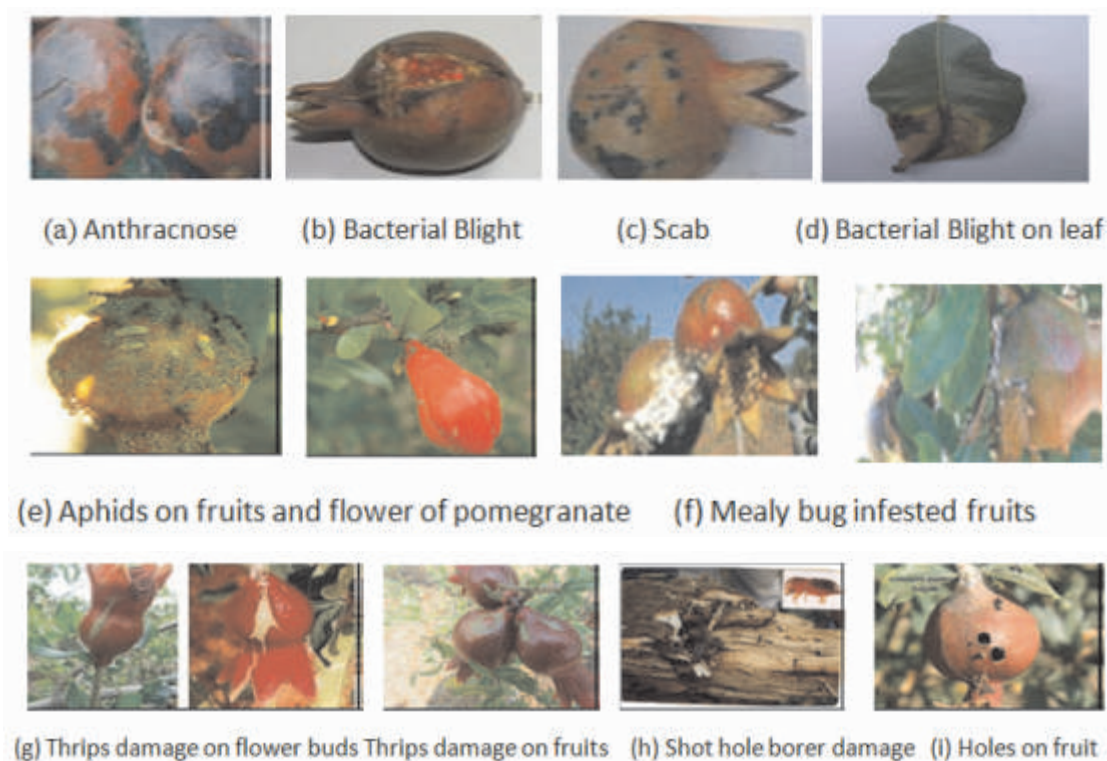 (a) Anthracnose (b) Bacterial Blight (c) Scab (d) Bacterial Blight on leaf
(e) Aphids on fruits and flower of pomegranate (f) Mealy bug infested fruits
(g) Thrips damage on flower buds Thrips damage on fruits (h) Shot hole borer damage (i) Holes on fruit